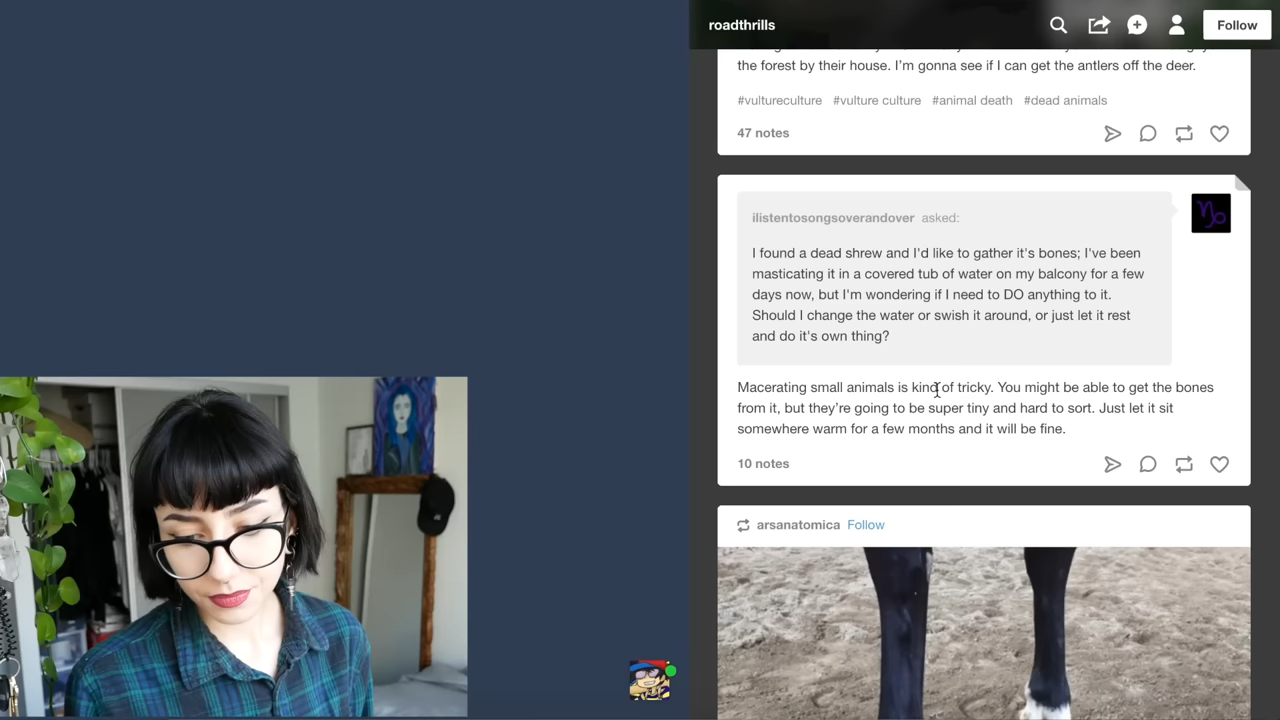 roadthrills
Follow
the forest by their house. I'm gonna see if I can get the antlers off the deer.
#vultureculture #vulture culture #animal death #dead animals
47 notes
ilistentosongsoverandover asked:
I found a dead shrew and I'd like to gather it's bones; I've been
masticating it in a covered tub of water on my balcony for a few
days now, but I'm wondering if I need to DO anything to it.
Should I change the water or swish it around, or just let it rest
and do it's own thing?
Macerating small animals is kind of tricky. You might be able to get the bones
from it, but they're going to be super tiny and hard to sort. Just let it sit
somewhere warm for a few months and it will be fine.
10 notes
arsanatomica Follow